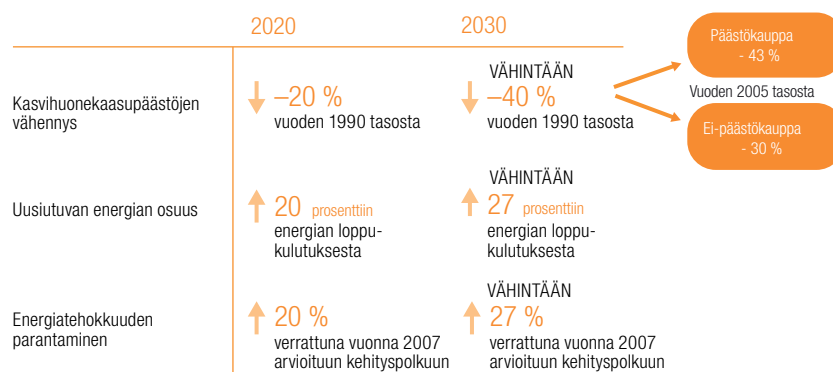 2020
2030
Kasvihuonekaasupäästöjen
vähennys
–20 %
vuoden 1990 tasosta
VÄHINTÄÄN
–40 %
vuoden 1990 tasosta
Päästökauppa
- 43 %
Vuoden 2005 tasosta
Ei-päästökauppa
- 30 %
Uusiutuvan energian osuus
20 prosenttiin
energian loppu-
kulutuksesta
VÄHINTÄÄN
27 prosenttiin
energian loppu-
kulutuksesta
Energiatehokkuuden
parantaminen
20 %
verrattuna vuonna 2007
arvioituun kehityspolkuun
VÄHINTÄÄN
27 %
verrattuna vuonna 2007
arvioituun kehityspolkuun